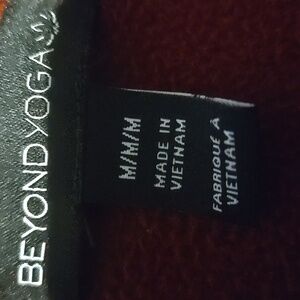 BEYOND YOGA
M/M/M
MADE IN
VIETNAM
FABRIQUÉ À
VIETNAM